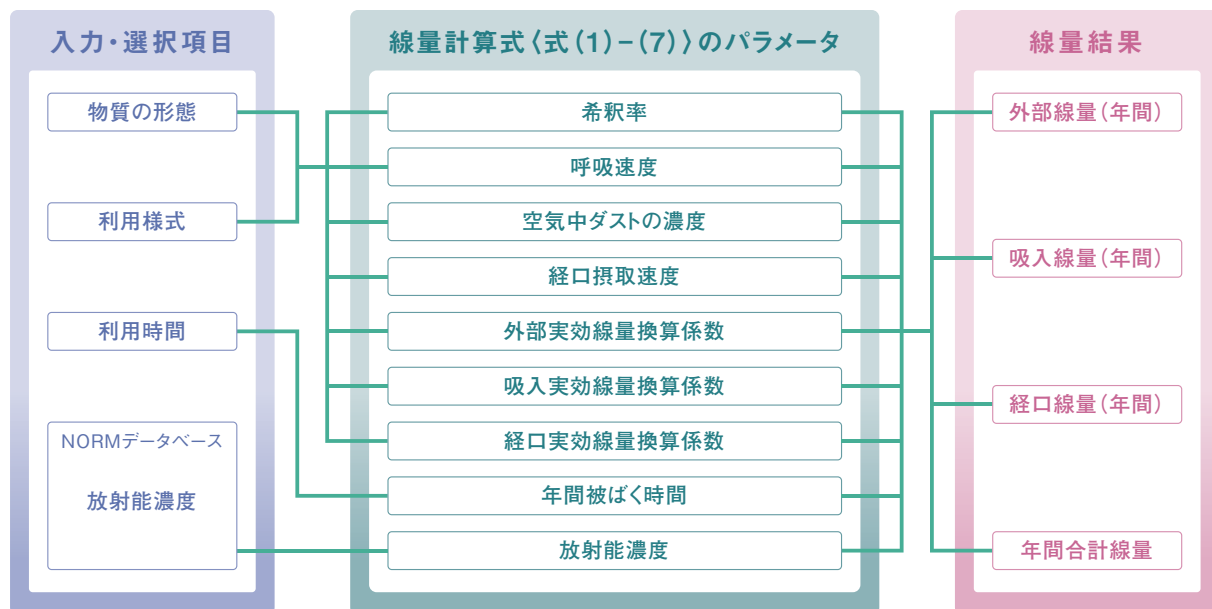 入力・選択項目
物質の形態
利用様式
利用時間
NORMデータベース
放射能濃度
線量計算式〈式(1)-(7)〉のパラメータ
希釈率
呼吸速度
空気中ダストの濃度
経口摂取速度
外部実効線量換算係数
吸入実効線量換算係数
経口実効線量換算係数
年間被ばく時間
放射能濃度
線量結果
外部線量(年間)
吸入線量(年間)
経口線量(年間)
年間合計線量